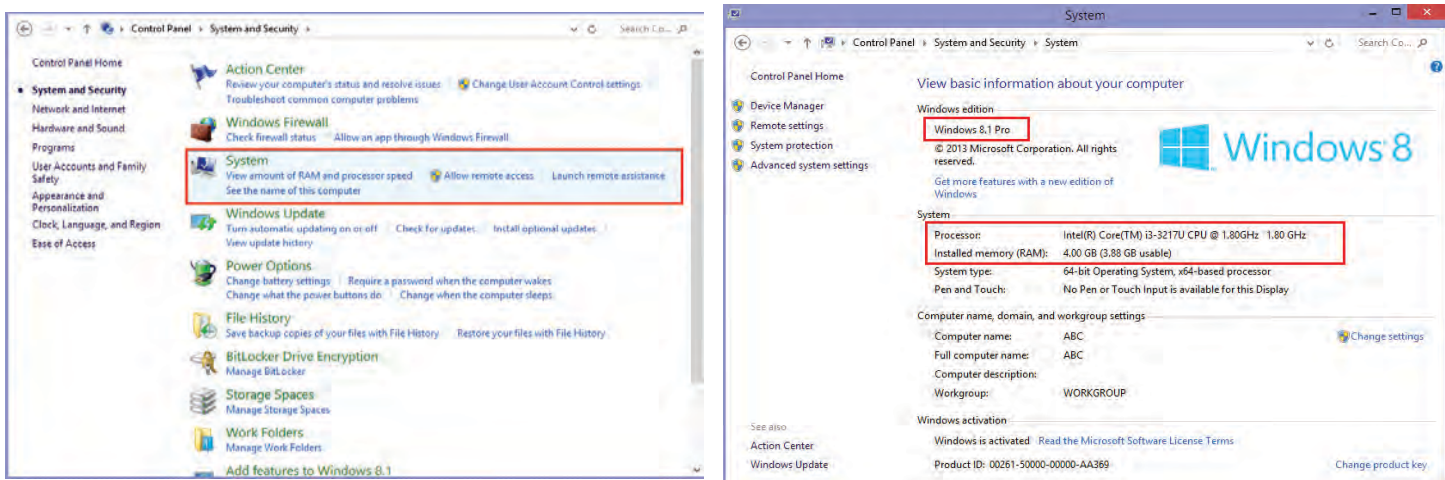 Control Panel ▸ System and Security ▸
Control Panel Home
System and Security
Network and Internet
Hardware and Sound
Programs
User Accounts and Family
Safety
Appearance and
Personalization
Clock, Language, and Region
Ease of Access
Action Center
Review your computer's status and resolve issues Change User Account Control settings
Troubleshoot common computer problems
Windows Firewall
Check firewall status Allow an app through Windows Firewall
System
View amount of RAM and processor speed Allow remote access Launch remote assistance
See the name of this computer
Windows Update
Turn automatic updating on or off Check for updates Install optional updates
View update history
Power Options
Change battery settings Require a password when the computer wakes
Change what the power buttons do Change when the computer sleeps
File History
Save backup copies of your files with File History Restore your files with File History
BitLocker Drive Encryption
Manage BitLocker
Storage Spaces
Manage Storage Spaces
Work Folders
Manage Work Folders
Add features to Windows 8.1
System
Control Panel ▸ System and Security ▸ System
Search Co...
Control Panel Home
Device Manager
Remote settings
System protection
Advanced system settings
See also
Action Center
Windows Update
View basic information about your computer
Windows edition
Windows 8.1 Pro
© 2013 Microsoft Corporation. All rights
reserved.
Get more features with a new edition of
Windows
Windows 8
System
Processor: Intel(R) Core(TM) i3-3217U CPU @ 1.80GHz 1.80 GHz
Installed memory (RAM): 4.00 GB (3.88 GB usable)
System type: 64-bit Operating System, x64-based processor
Pen and Touch: No Pen or Touch Input is available for this Display
Computer name, domain, and workgroup settings
Computer name: ABC
Change settings
Full computer name: ABC
Computer description:
Workgroup: WORKGROUP
Windows activation
Windows is activated Read the Microsoft Software License Terms
Product ID: 00261-50000-00000-AA369
Change product key